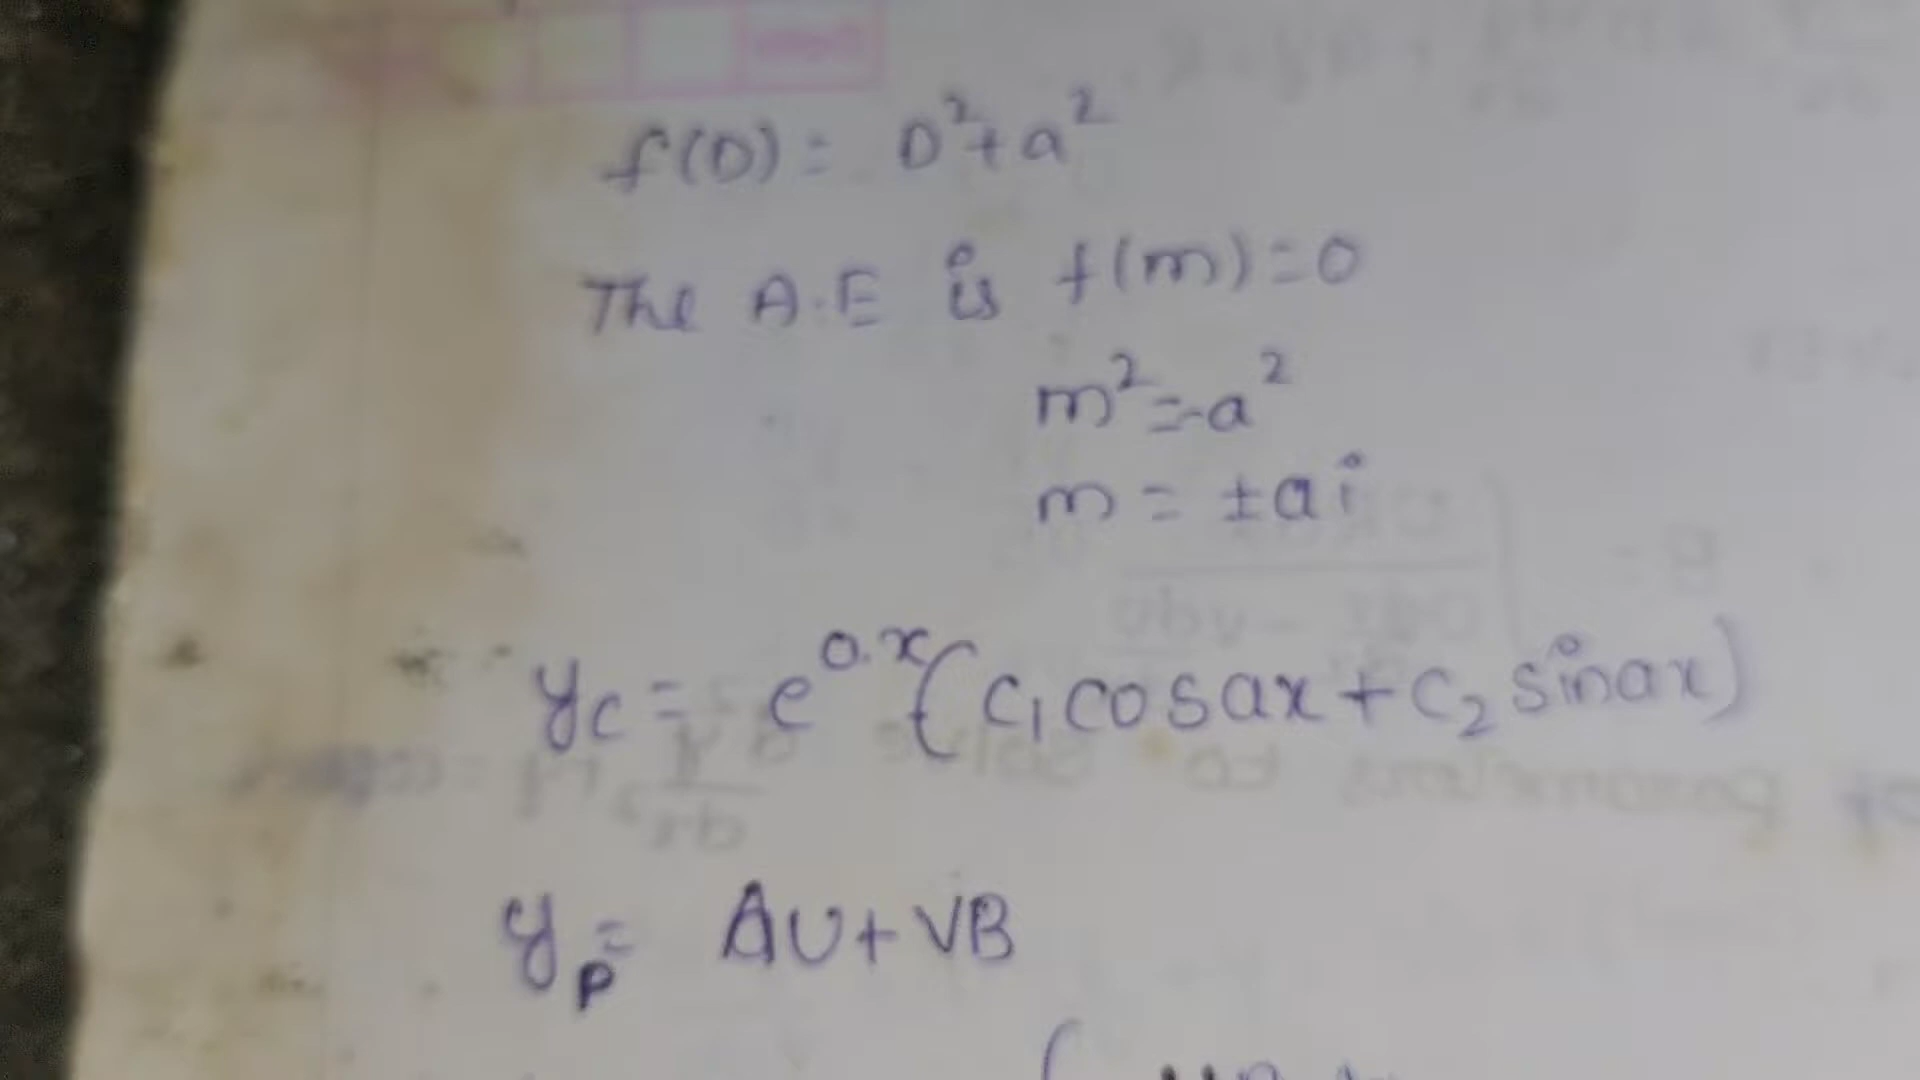 f(D) = D²+a²
The A.E is f(m)=0
m²=-a²
m = ±ai
yc = e^0.x (c₁cosax+c₂sinax)
yp = Au+VB